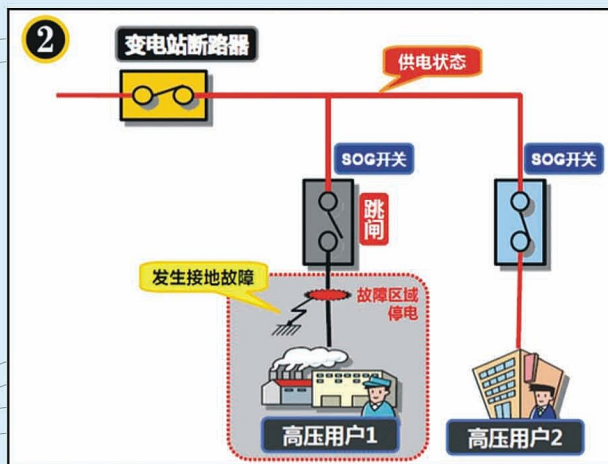 2
变电站断路器
供电状态
SOG开关
SOG开关
跳闸
发生接地故障
故障区域
停电
高压用户1
高压用户2